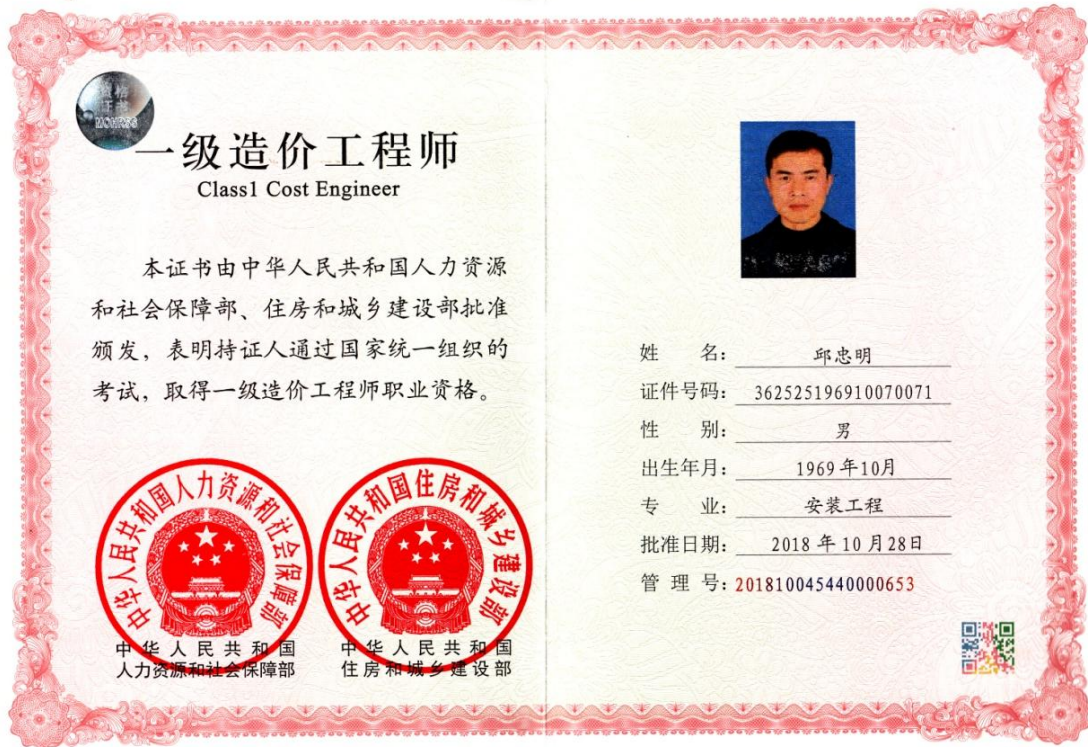 资格
证书
MOHRSS
一级造价工程师
Class1 Cost Engineer
本证书由中华人民共和国人力资源
和社会保障部、住房和城乡建设部批准
颁发，表明持证人通过国家统一组织的
考试，取得一级造价工程师职业资格。
中华人民共和国人力资源和社会保障部
中华人民共和国住房和城乡建设部
中华人民共和国
人力资源和社会保障部
中华人民共和国
住房和城乡建设部
姓 名： 邱忠明
证件号码： 362525196910070071
性 别： 男
出生年月： 1969年10月
专 业： 安装工程
批准日期： 2018年10月28日
管 理 号：201810045440000653